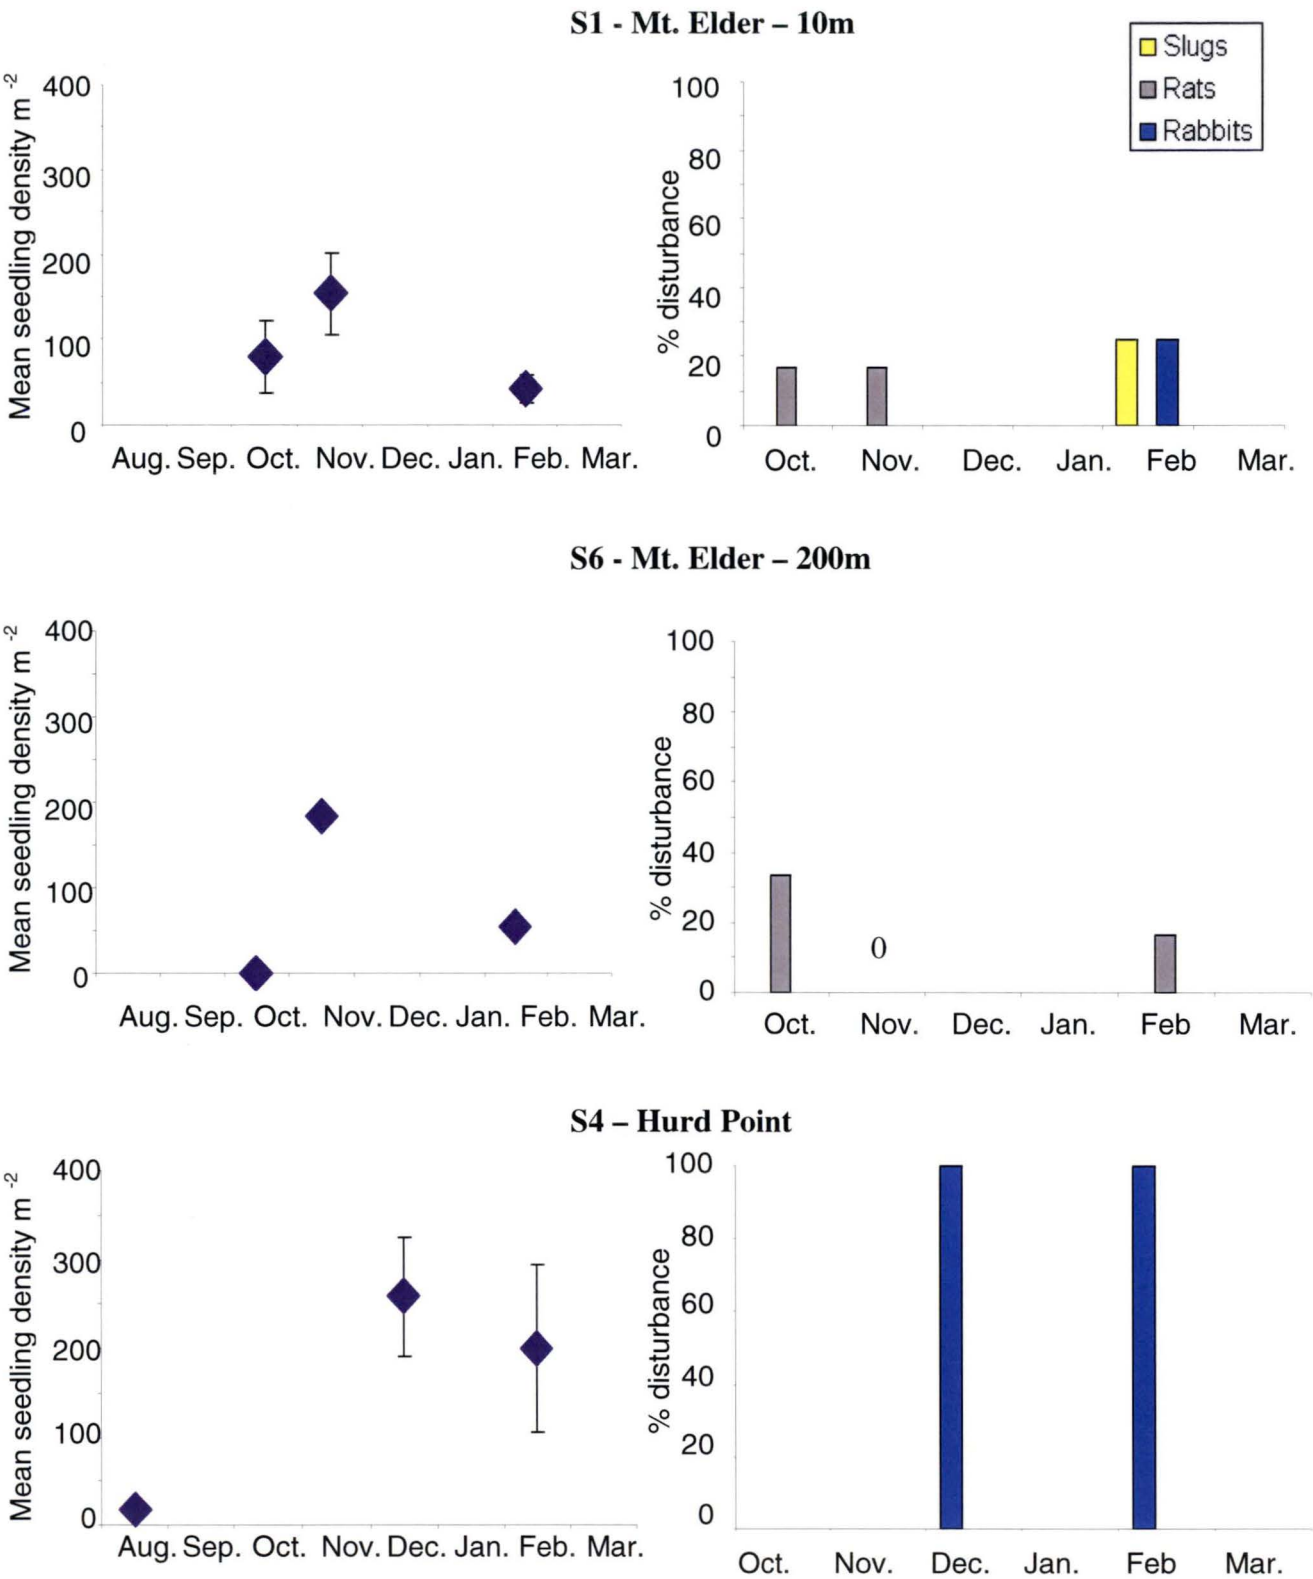 S1 - Mt. Elder – 10m
Mean seedling density m -2
400
300
200
100
0
Aug. Sep. Oct. Nov. Dec. Jan. Feb. Mar.
% disturbance
100
80
60
40
20
0
Oct. Nov. Dec. Jan. Feb Mar.
Slugs
Rats
Rabbits
S6 - Mt. Elder – 200m
Mean seedling density m -2
400
300
200
100
0
Aug. Sep. Oct. Nov. Dec. Jan. Feb. Mar.
% disturbance
100
80
60
40
20
0
0
Oct. Nov. Dec. Jan. Feb Mar.
S4 – Hurd Point
Mean seedling density m -2
400
300
200
100
0
Aug. Sep. Oct. Nov. Dec. Jan. Feb. Mar.
% disturbance
100
80
60
40
20
0
Oct. Nov. Dec. Jan. Feb Mar.